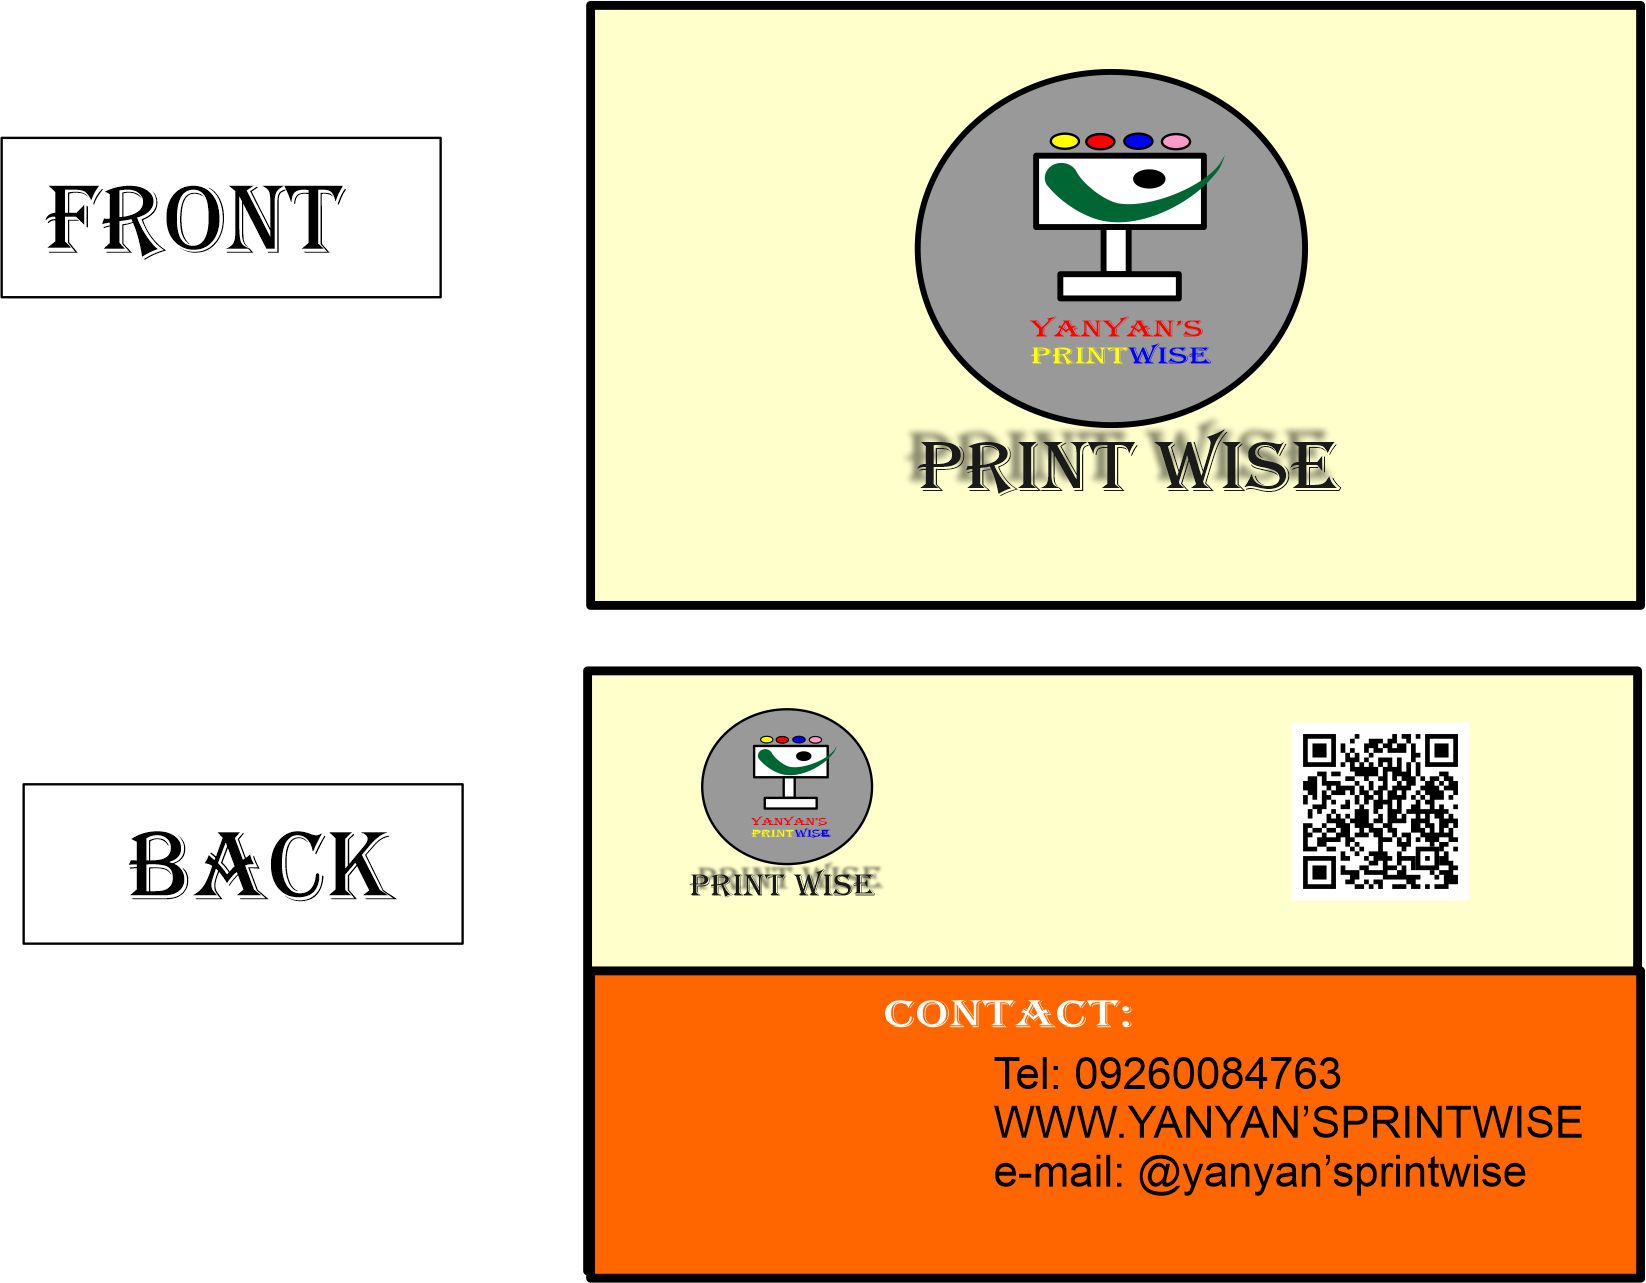 FRONT
YANYAN'S
PRINTWISE
PRINT WISE
BACK
YANYAN'S
PRINTWISE
PRINT WISE
CONTACT:
Tel: 09260084763
WWW.YANYAN’SPRINTWISE
e-mail: @yanyan’sprintwise